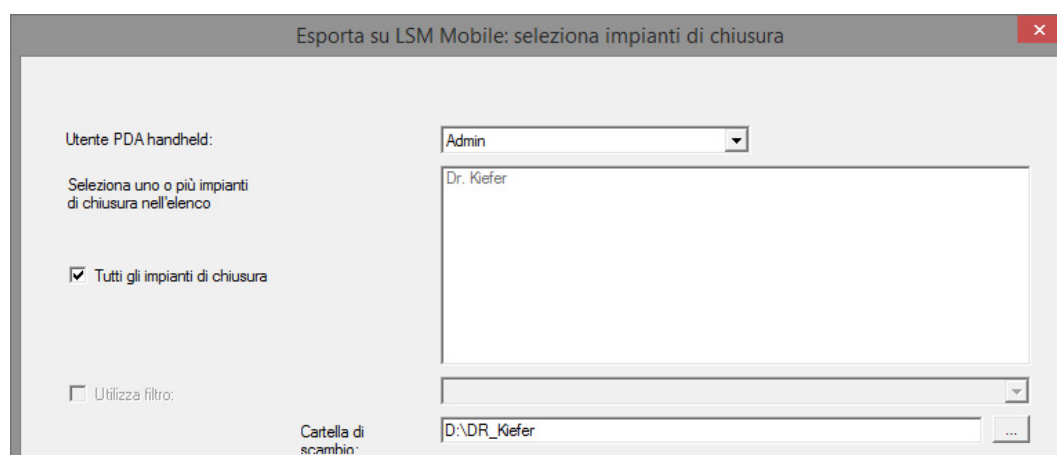 Esporta su LSM Mobile: seleziona impianti di chiusura
Utente PDA handheld:
Admin
Seleziona uno o più impianti
di chiusura nell'elenco
Dr. Kiefer
Tutti gli impianti di chiusura
Utilizza filtro:
Cartella di
scambio:
D:\DR_Kiefer
...